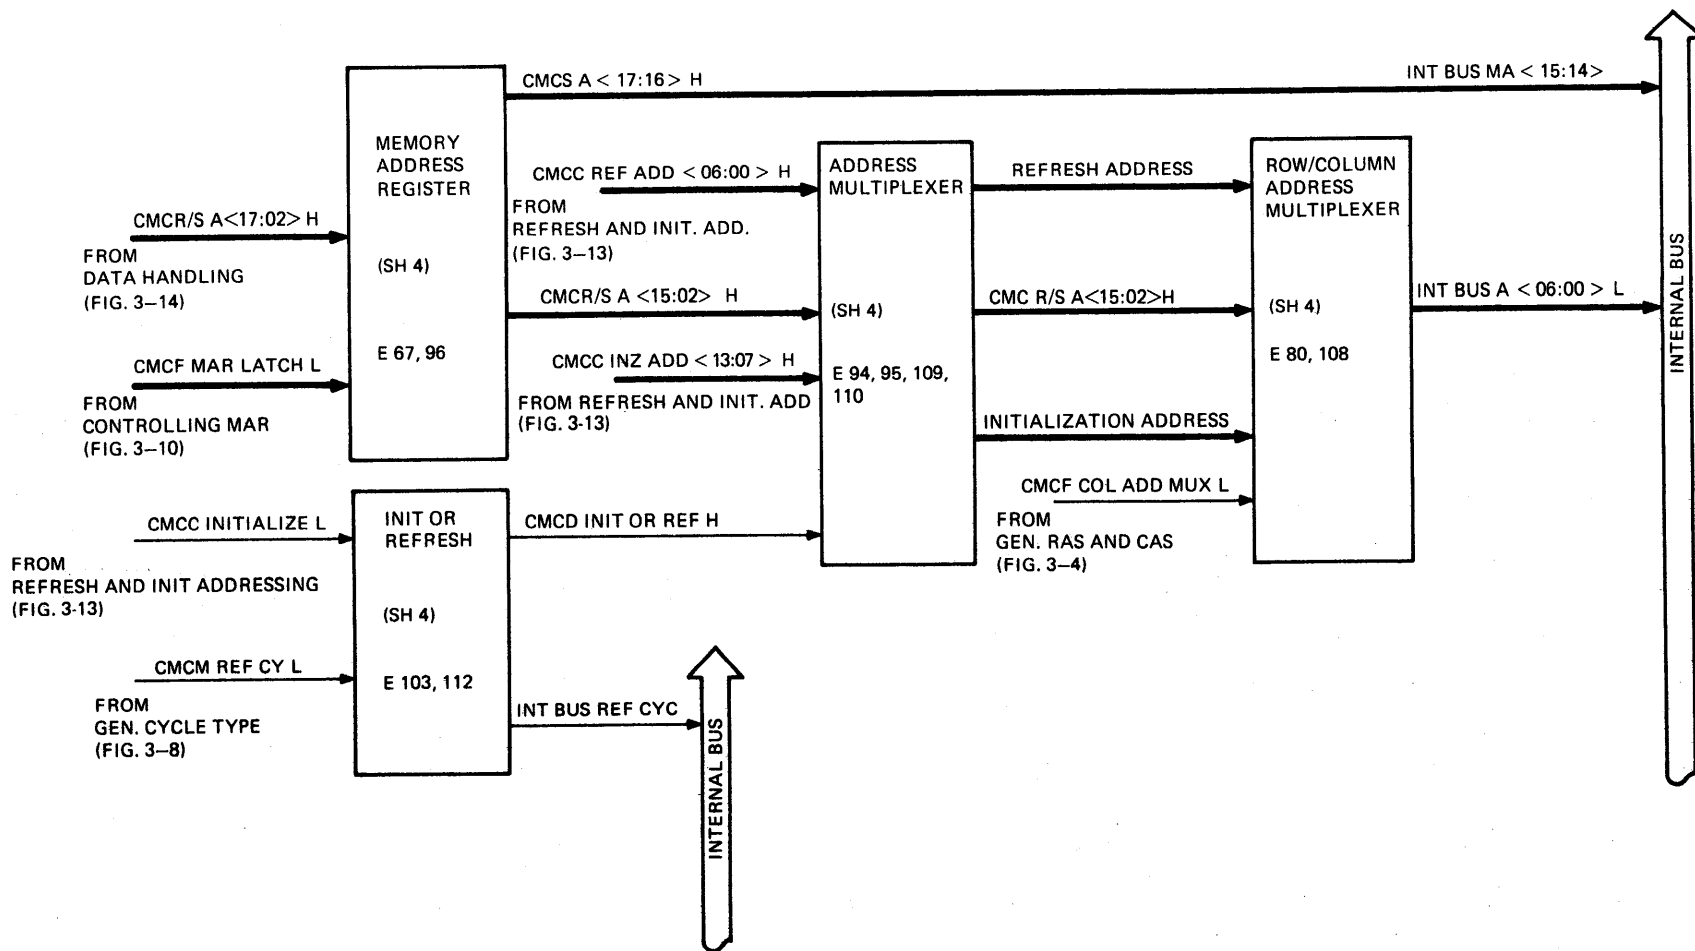 CMCS A < 17:16 > H
INT BUS MA < 15:14>
MEMORY
ADDRESS
REGISTER
(SH 4)
E 67, 96
CMCR/S A<17:02> H
FROM
DATA HANDLING
(FIG. 3–14)
CMCF MAR LATCH L
FROM
CONTROLLING MAR
(FIG. 3–10)
CMCC REF ADD < 06:00 > H
FROM
REFRESH AND INIT. ADD.
(FIG. 3–13)
CMCR/S A <15:02> H
CMCC INZ ADD < 13:07 > H
FROM REFRESH AND INIT. ADD
(FIG. 3-13)
ADDRESS
MULTIPLEXER
(SH 4)
E 94, 95, 109,
110
REFRESH ADDRESS
CMC R/S A<15:02>H
INITIALIZATION ADDRESS
CMCF COL ADD MUX L
FROM
GEN. RAS AND CAS
(FIG. 3–4)
ROW/COLUMN
ADDRESS
MULTIPLEXER
(SH 4)
E 80, 108
INT BUS A < 06:00 > L
INTERNAL BUS
CMCC INITIALIZE L
FROM
REFRESH AND INIT ADDRESSING
(FIG. 3-13)
CMCM REF CY L
FROM
GEN. CYCLE TYPE
(FIG. 3–8)
INIT OR
REFRESH
(SH 4)
E 103, 112
CMCD INIT OR REF H
INT BUS REF CYC
INTERNAL BUS